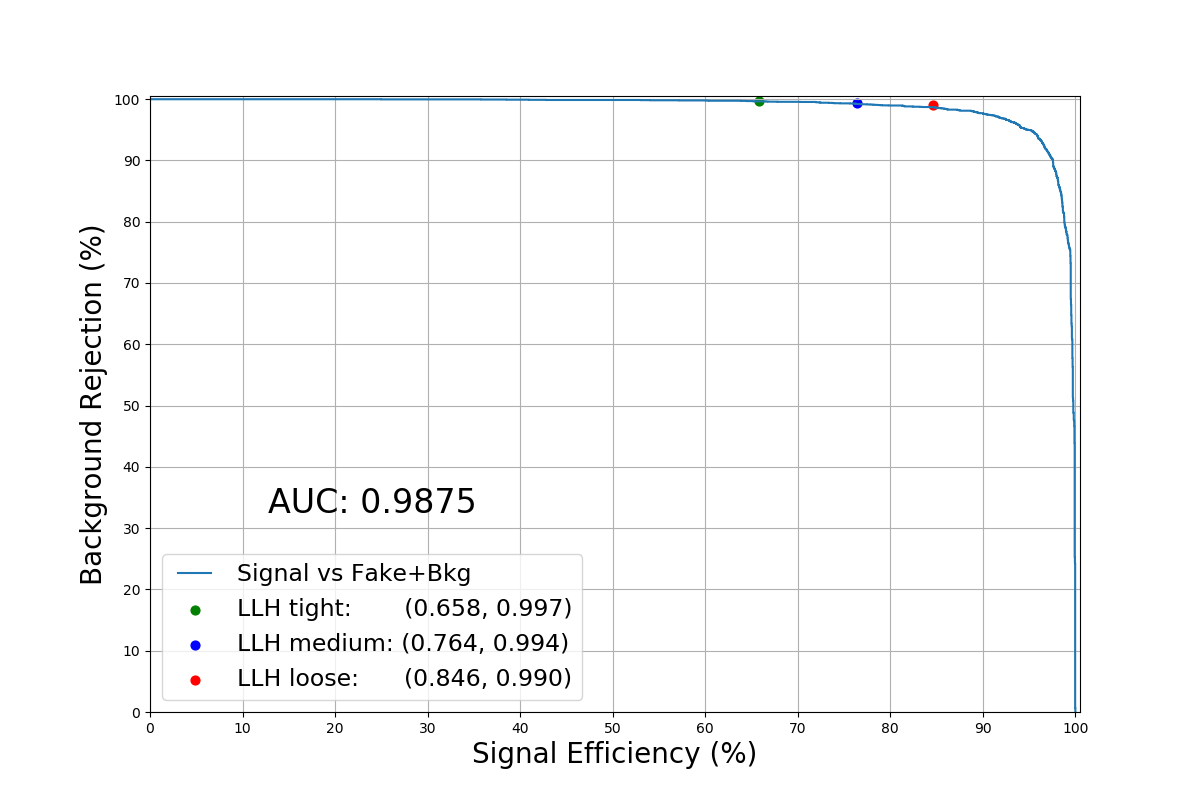 100
90
80
70
60
50
40
30
20
10
0
Background Rejection (%)
AUC: 0.9875
Signal vs Fake+Bkg
LLH tight: (0.658, 0.997)
LLH medium: (0.764, 0.994)
LLH loose: (0.846, 0.990)
0 10 20 30 40 50 60 70 80 90 100
Signal Efficiency (%)